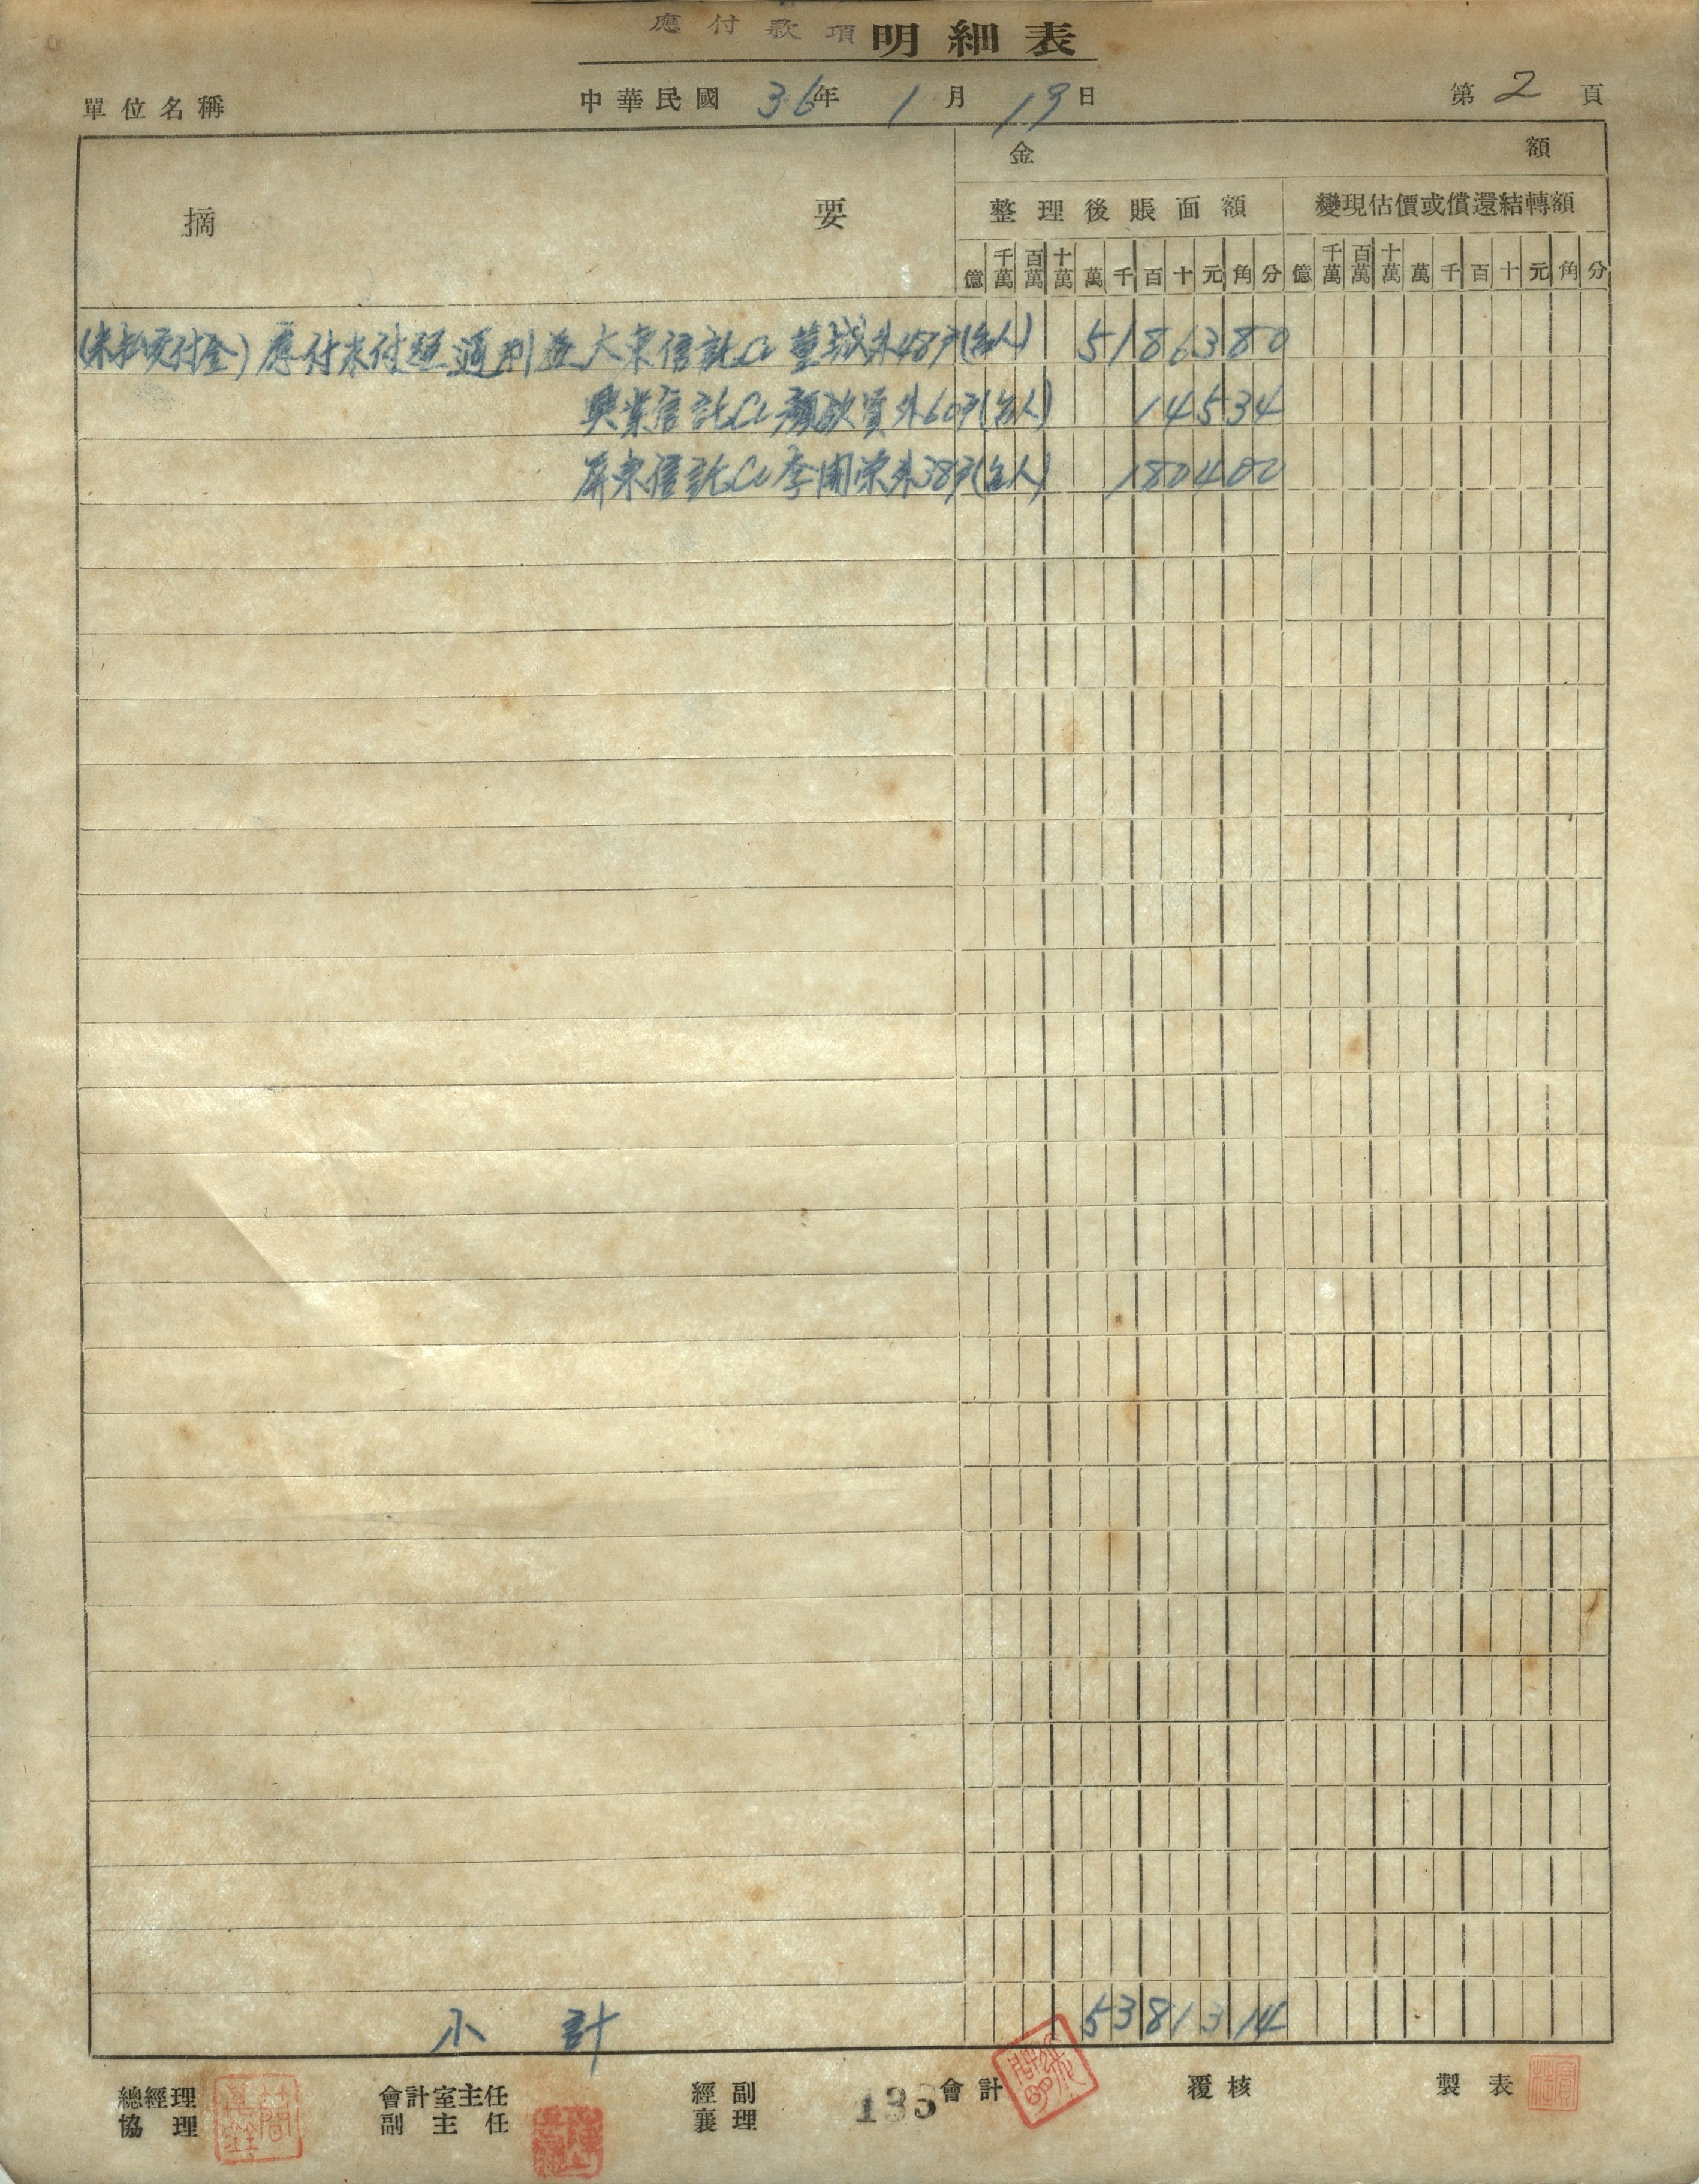 應付款項明細表
單位名稱 中華民國 36年 1月 19日 第 2 頁
摘要 金額
整理後賬面額 變現估價或償還結轉額
億 千萬 百萬 十萬 萬 千 百 十 元 角 分 億 千萬 百萬 十萬 萬 千 百 十 元 角 分
(未払交付金) 應付未付 大東信託Co 董 外48户(台人) 5186380
興業信託Co 顏欽賢外60户(台人) 14534
屏東信託Co 李開榮外38户(台人) 180400
小計 5381314
總經理 會計室主任 經副 會計 覆核 製表
協理 副主任 襄理